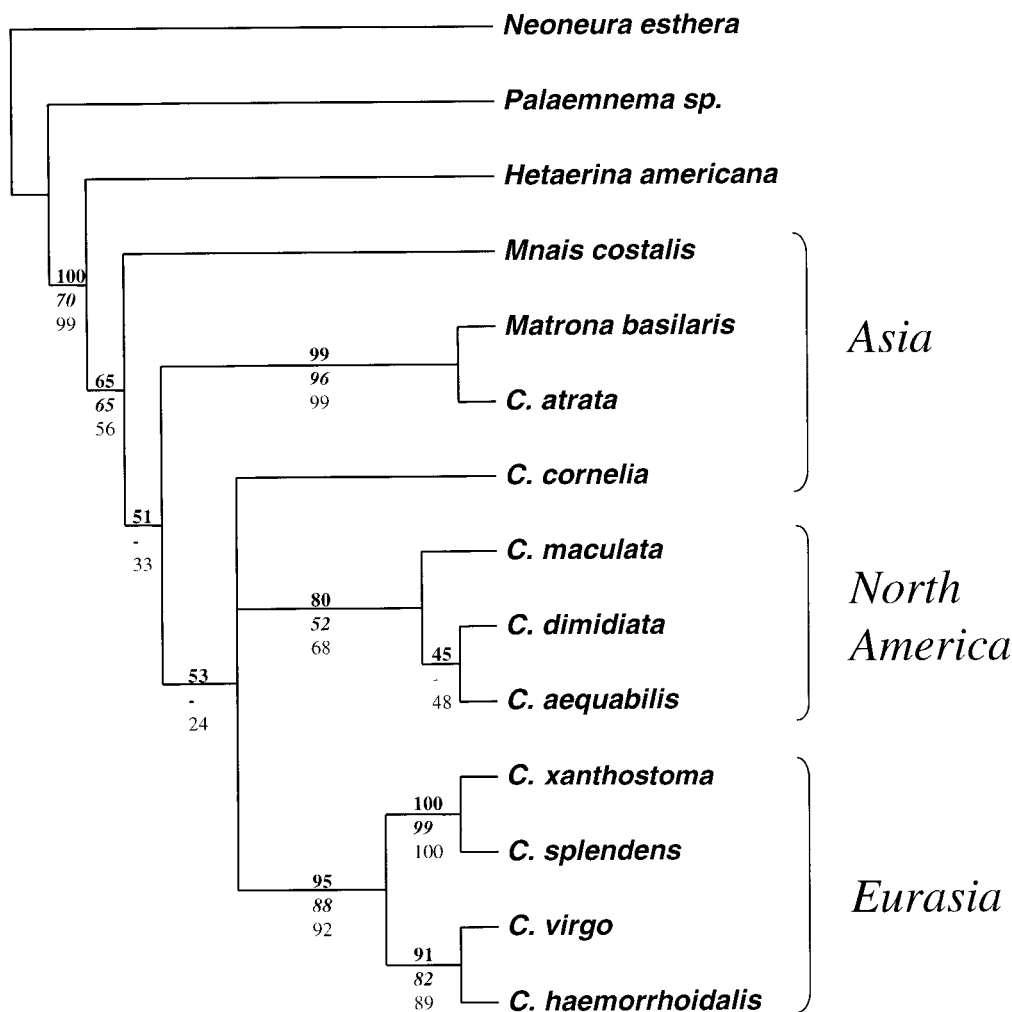 Neoneura esthera
Palaemnema sp.
Hetaerina americana
100
70
99
Mnais costalis
65
65
56
Matrona basilaris
99
96
99
C. atrata
Asia
C. cornelia
51
-
33
C. maculata
80
52
68
C. dimidiata
45
-
48
C. aequabilis
North
America
53
-
24
C. xanthostoma
100
99
100
C. splendens
95
88
92
C. virgo
91
82
89
C. haemorrhoidalis
Eurasia